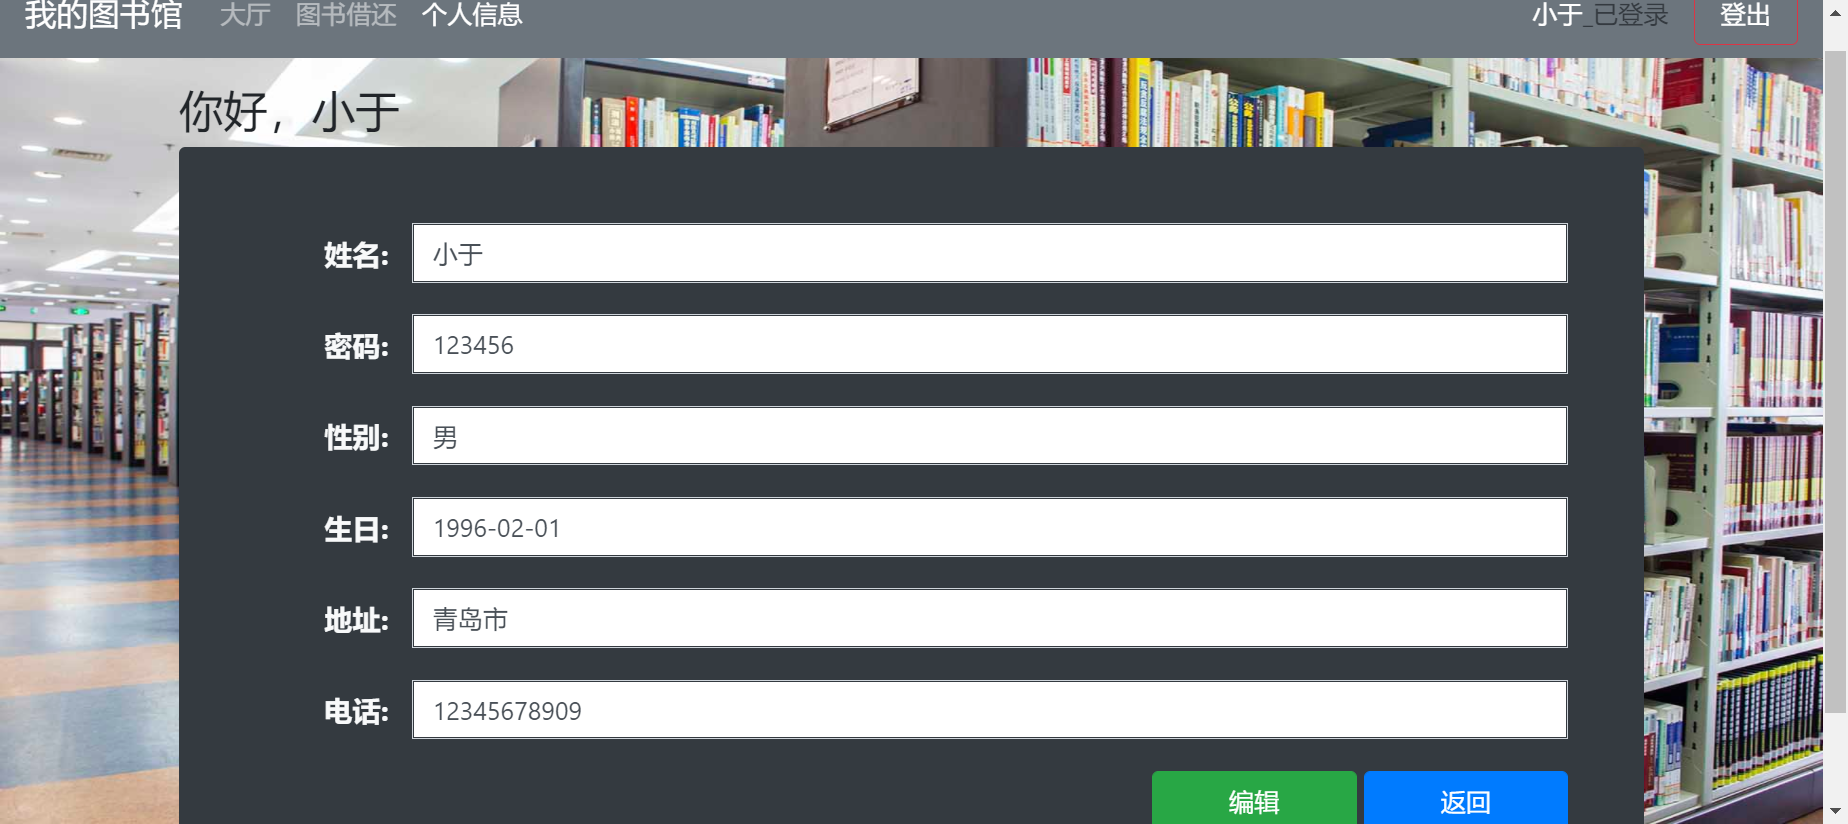 我的图书馆 大厅 图书借还 个人信息 小于_已登录 登出
你好，小于
姓名: 小于
密码: 123456
性别: 男
生日: 1996-02-01
地址: 青岛市
电话: 12345678909
编辑 返回